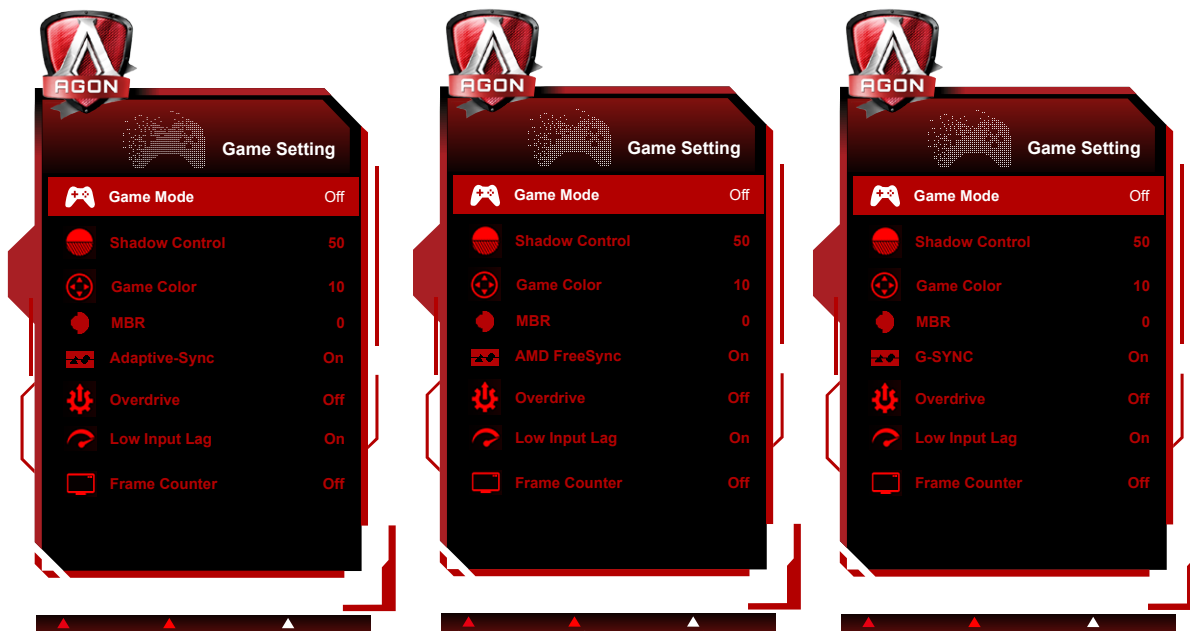 AGON
Game Setting
Game Mode Off
Shadow Control 50
Game Color 10
MBR 0
Adaptive-Sync On
Overdrive Off
Low Input Lag On
Frame Counter Off
AGON
Game Setting
Game Mode Off
Shadow Control 50
Game Color 10
MBR 0
AMD FreeSync On
Overdrive Off
Low Input Lag On
Frame Counter Off
AGON
Game Setting
Game Mode Off
Shadow Control 50
Game Color 10
MBR 0
G-SYNC On
Overdrive Off
Low Input Lag On
Frame Counter Off